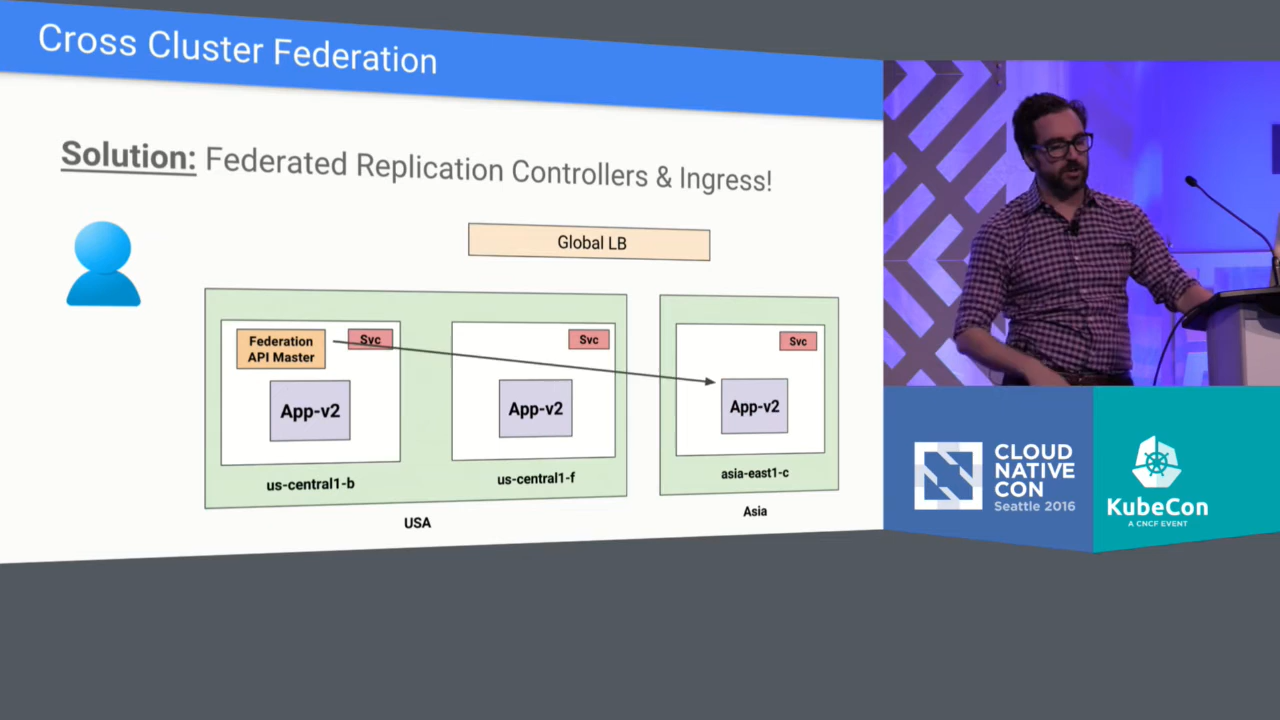 Cross Cluster Federation
Solution: Federated Replication Controllers & Ingress!
Global LB
Federation
API Master
Svc
App-v2
us-central1-b
Svc
App-v2
us-central1-f
USA
Svc
App-v2
asia-east1-c
Asia
CLOUD
NATIVE
CON
Seattle 2016
KubeCon
A CNCF EVENT